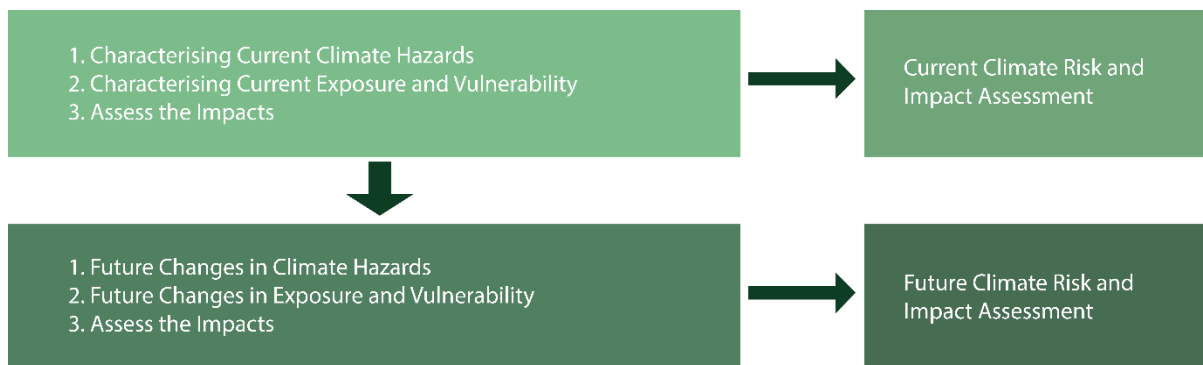 1. Characterising Current Climate Hazards
2. Characterising Current Exposure and Vulnerability
3. Assess the Impacts
Current Climate Risk and
Impact Assessment
1. Future Changes in Climate Hazards
2. Future Changes in Exposure and Vulnerability
3. Assess the Impacts
Future Climate Risk and
Impact Assessment